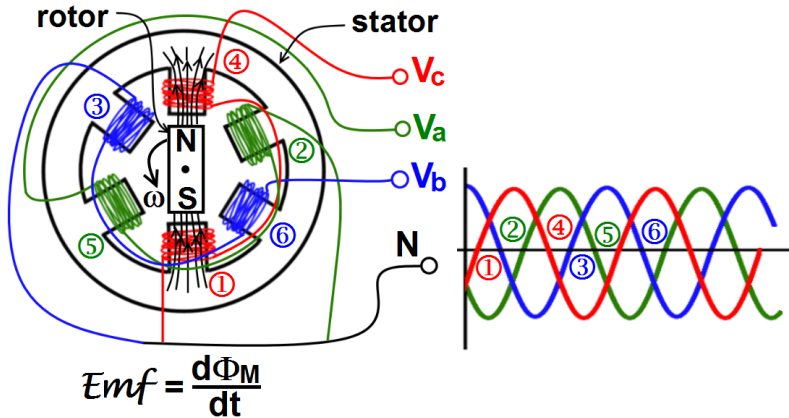 rotor
stator
④
Vc
③
Va
N
②
Vb
ω
S
⑤
⑥
N
①
② ④ ⑤ ⑥
① ③
Emf = dΦM
dt